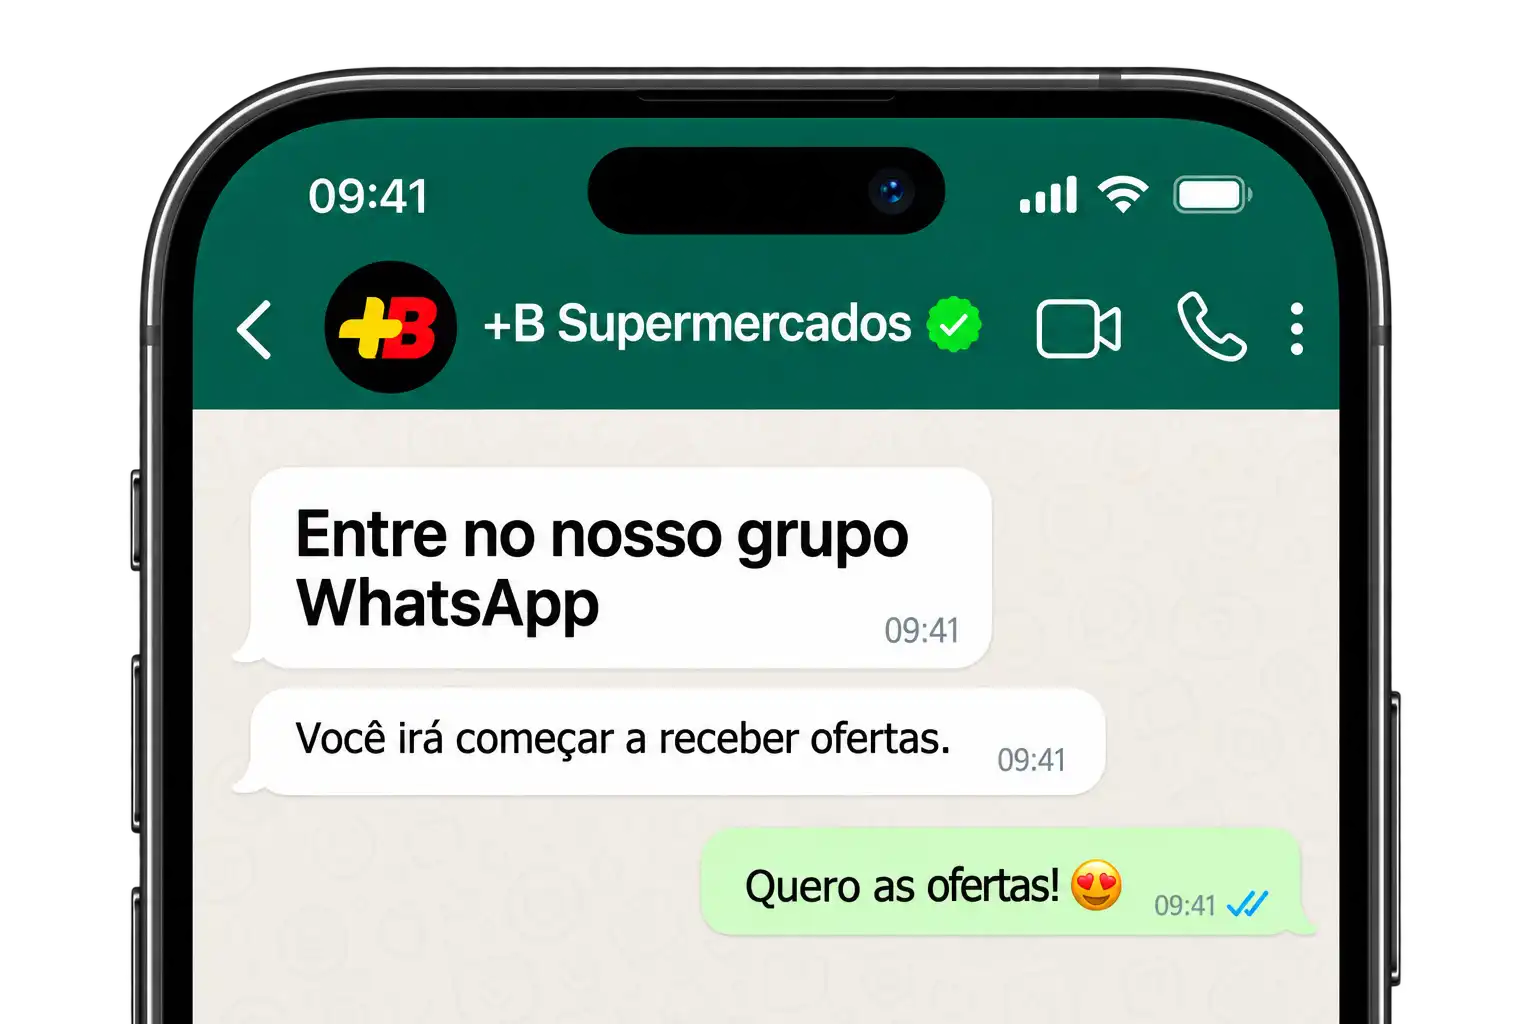 09:41
+B
+B Supermercados
Entre no nosso grupo
WhatsApp
09:41
Você irá começar a receber ofertas.
09:41
Quero as ofertas! 😍
09:41